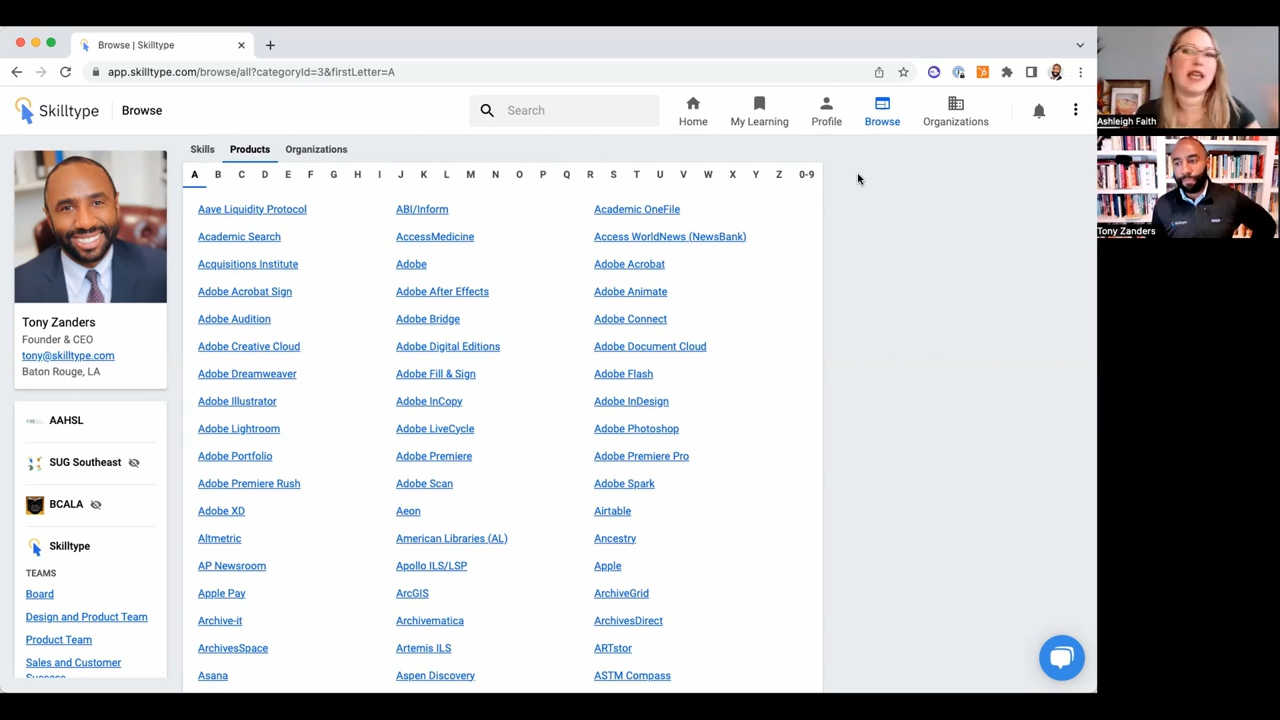 Browse | Skilltype
app.skilltype.com/browse/all?categoryId=3&firstLetter=A
Skilltype
Browse
Search
Home
My Learning
Profile
Browse
Organizations
Ashleigh Faith
Tony Zanders
Tony Zanders
Founder & CEO
tony@skilltype.com
Baton Rouge, LA
AAHSL
SUG Southeast
BCALA
Skilltype
TEAMS
Board
Design and Product Team
Product Team
Sales and Customer
Success
Skills Products Organizations
A B C D E F G H I J K L M N O P Q R S T U V W X Y Z 0-9
Aave Liquidity Protocol ABI/Inform Academic OneFile
Academic Search AccessMedicine Access WorldNews (NewsBank)
Acquisitions Institute Adobe Adobe Acrobat
Adobe Acrobat Sign Adobe After Effects Adobe Animate
Adobe Audition Adobe Bridge Adobe Connect
Adobe Creative Cloud Adobe Digital Editions Adobe Document Cloud
Adobe Dreamweaver Adobe Fill & Sign Adobe Flash
Adobe Illustrator Adobe InCopy Adobe InDesign
Adobe Lightroom Adobe LiveCycle Adobe Photoshop
Adobe Portfolio Adobe Premiere Adobe Premiere Pro
Adobe Premiere Rush Adobe Scan Adobe Spark
Adobe XD Aeon Airtable
Altmetric American Libraries (AL) Ancestry
AP Newsroom Apollo ILS/LSP Apple
Apple Pay ArcGIS ArchiveGrid
Archive-it Archivematica ArchivesDirect
ArchivesSpace Artemis ILS ARTstor
Asana Aspen Discovery ASTM Compass